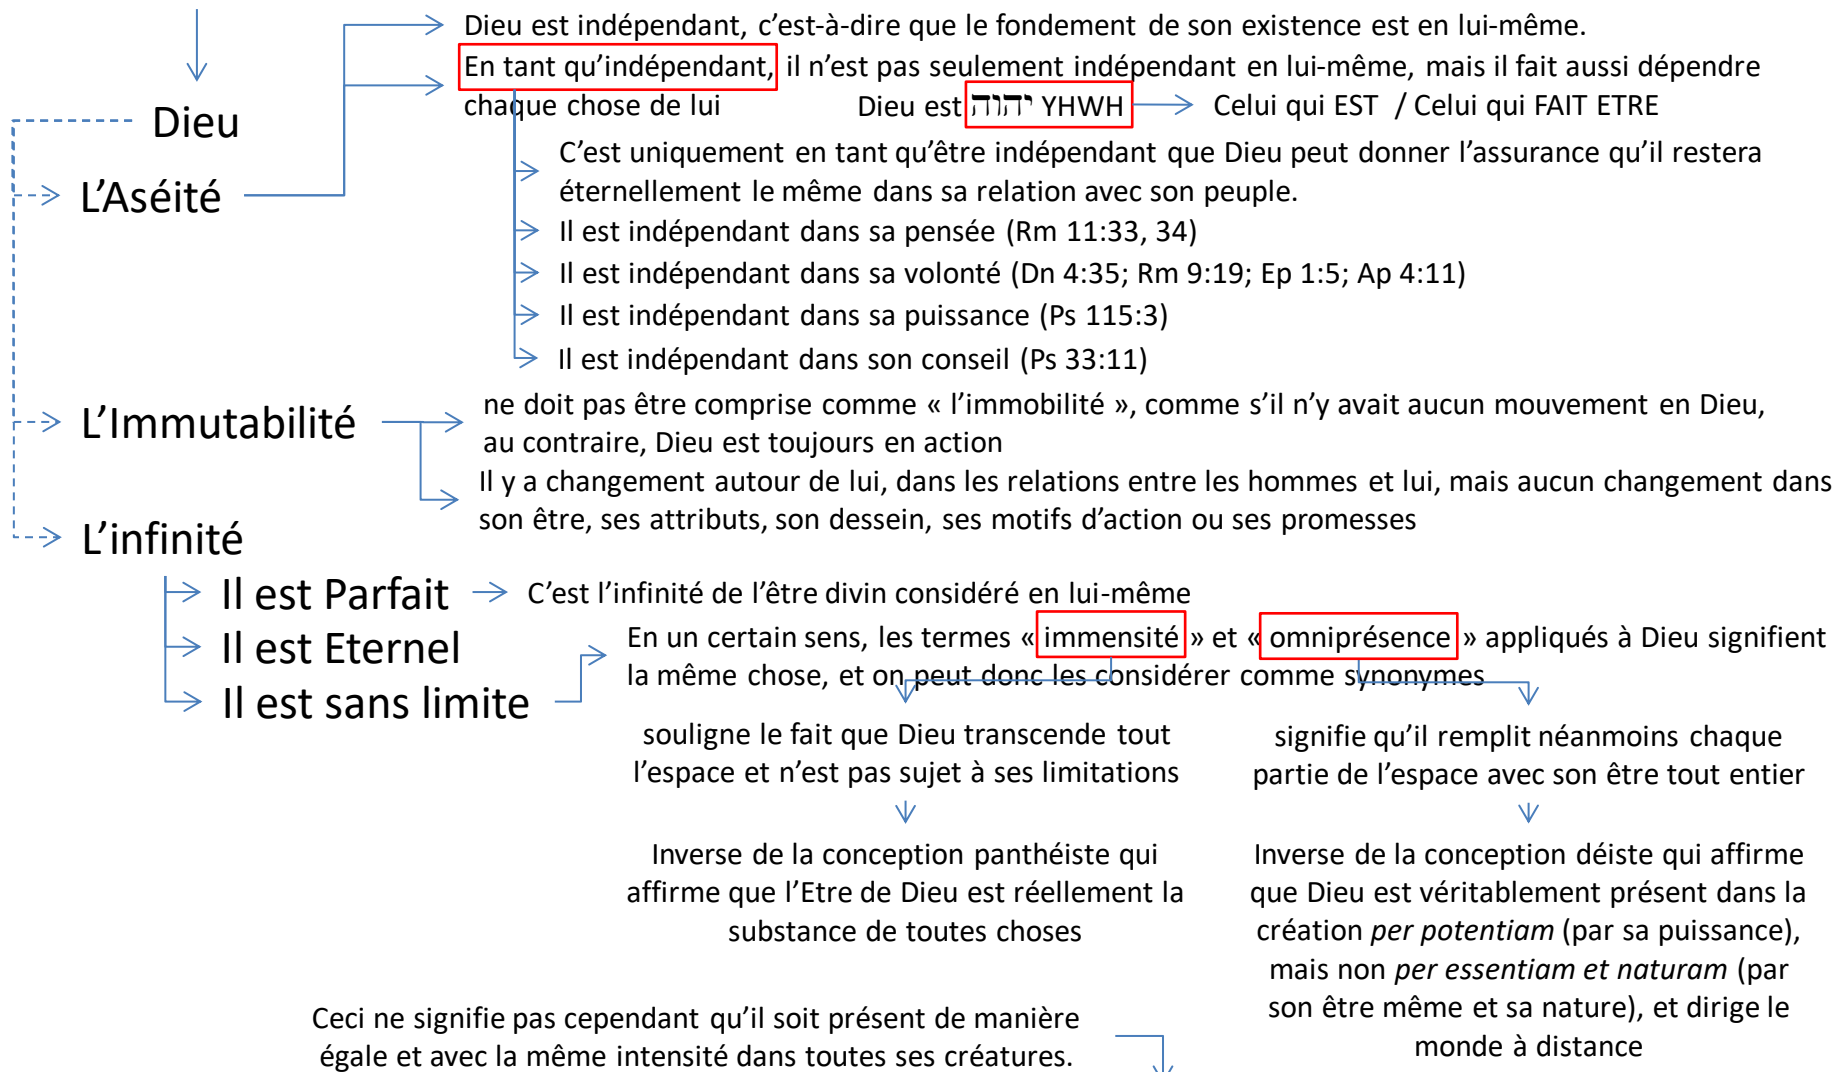 Dieu est indépendant, c’est-à-dire que le fondement de son existence est en lui-même.
En tant qu’indépendant, il n’est pas seulement indépendant en lui-même, mais il fait aussi dépendre
chaque chose de lui
Dieu est יהוה YHWH
Celui qui EST / Celui qui FAIT ETRE
Dieu
L’Aséité
C’est uniquement en tant qu’être indépendant que Dieu peut donner l’assurance qu’il restera
éternellement le même dans sa relation avec son peuple.
Il est indépendant dans sa pensée (Rm 11:33, 34)
Il est indépendant dans sa volonté (Dn 4:35; Rm 9:19; Ep 1:5; Ap 4:11)
Il est indépendant dans sa puissance (Ps 115:3)
Il est indépendant dans son conseil (Ps 33:11)
L’Immutabilité
ne doit pas être comprise comme « l’immobilité », comme s’il n’y avait aucun mouvement en Dieu,
au contraire, Dieu est toujours en action
Il y a changement autour de lui, dans les relations entre les hommes et lui, mais aucun changement dans
son être, ses attributs, son dessein, ses motifs d’action ou ses promesses
L’infinité
Il est Parfait
C’est l’infinité de l’être divin considéré en lui-même
Il est Eternel
Il est sans limite
En un certain sens, les termes « immensité » et « omniprésence » appliqués à Dieu signifient
la même chose, et on peut donc les considérer comme synonymes
souligne le fait que Dieu transcende tout
l’espace et n’est pas sujet à ses limitations
Inverse de la conception panthéiste qui
affirme que l’Etre de Dieu est réellement la
substance de toutes choses
signifie qu’il remplit néanmoins chaque
partie de l’espace avec son être tout entier
Inverse de la conception déiste qui affirme
que Dieu est véritablement présent dans la
création per potentiam (par sa puissance),
mais non per essentiam et naturam (par
son être même et sa nature), et dirige le
monde à distance
Ceci ne signifie pas cependant qu’il soit présent de manière
égale et avec la même intensité dans toutes ses créatures.